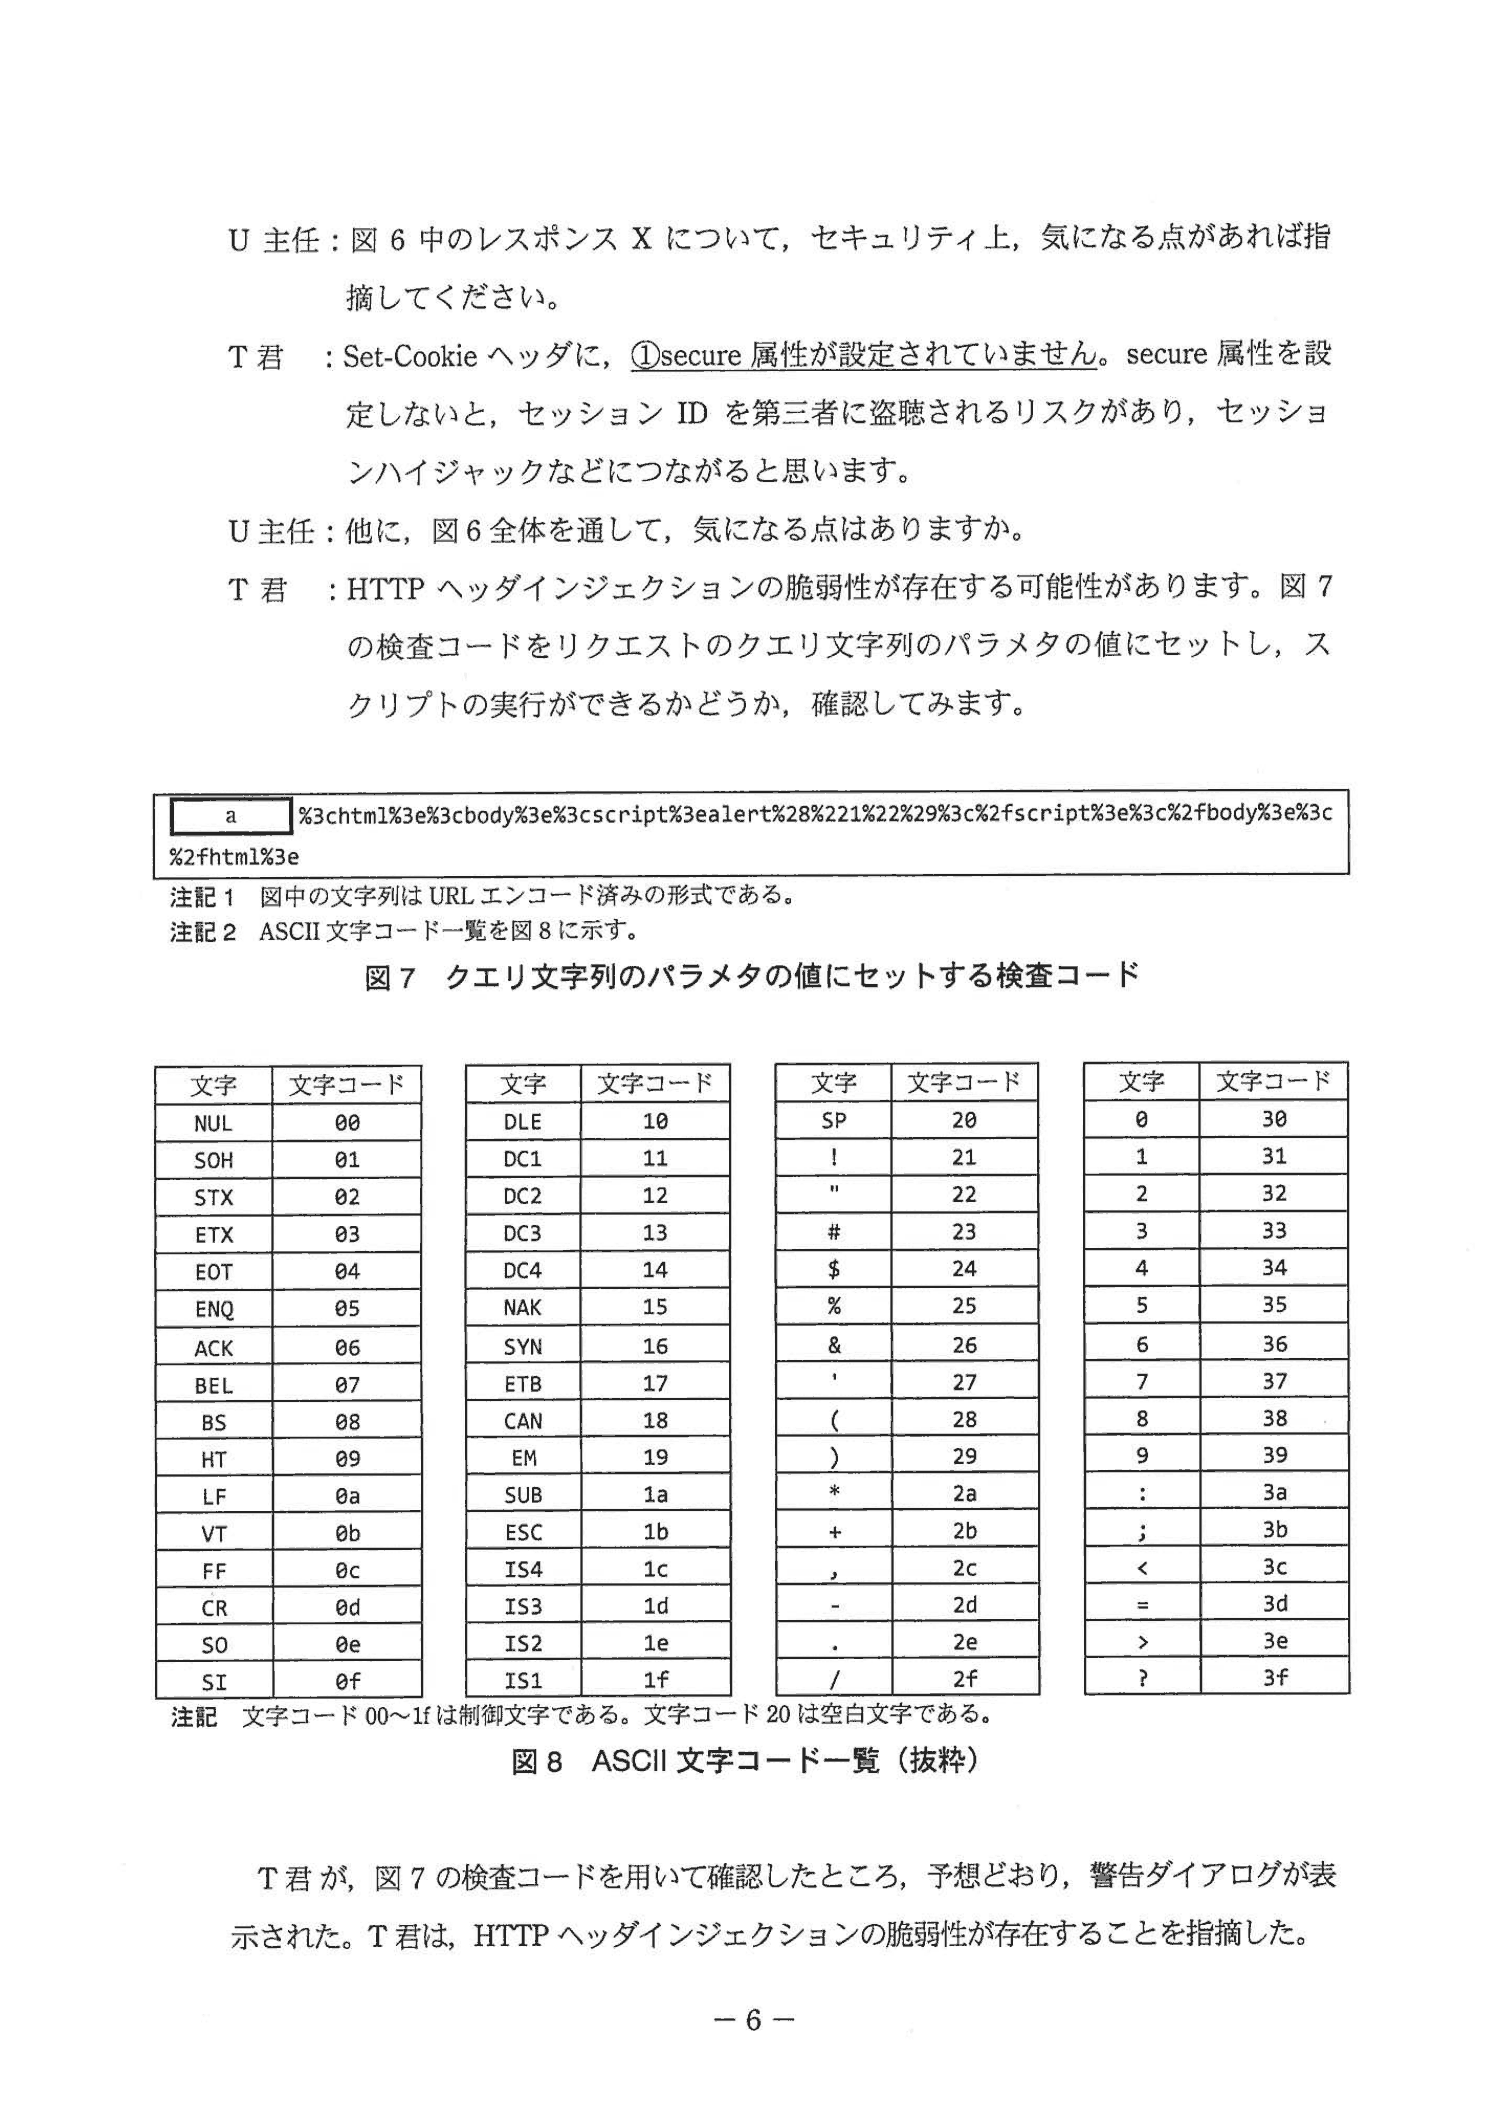 U 主任：図 6 中のレスポンス X について，セキュリティ上，気になる点があれば指
摘してください。
T 君　：Set-Cookie ヘッダに，①secure 属性が設定されていません。secure 属性を設
定しないと，セッション ID を第三者に盗聴されるリスクがあり，セッショ
ンハイジャックなどにつながると思います。
U 主任：他に，図 6 全体を通して，気になる点はありますか。
T 君　：HTTP ヘッダインジェクションの脆弱性が存在する可能性があります。図 7
の検査コードをリクエストのクエリ文字列のパラメタの値にセットし，ス
クリプトの実行ができるかどうか，確認してみます。
a %3chtml%3e%3cbody%3e%3cscript%3ealert%28%221%22%29%3c%2fscript%3e%3c%2fbody%3e%3c
%2fhtml%3e
注記 1　図中の文字列は URL エンコード済みの形式である。
注記 2　ASCII 文字コード一覧を図 8 に示す。
図 7　クエリ文字列のパラメタの値にセットする検査コード
文字 文字コード 文字 文字コード 文字 文字コード 文字 文字コード
NUL 00 DLE 10 SP 20 0 30
SOH 01 DC1 11 ! 21 1 31
STX 02 DC2 12 " 22 2 32
ETX 03 DC3 13 # 23 3 33
EOT 04 DC4 14 $ 24 4 34
ENQ 05 NAK 15 % 25 5 35
ACK 06 SYN 16 & 26 6 36
BEL 07 ETB 17 ' 27 7 37
BS 08 CAN 18 ( 28 8 38
HT 09 EM 19 ) 29 9 39
LF 0a SUB 1a * 2a : 3a
VT 0b ESC 1b + 2b ; 3b
FF 0c IS4 1c , 2c < 3c
CR 0d IS3 1d - 2d = 3d
SO 0e IS2 1e . 2e > 3e
SI 0f IS1 1f / 2f ? 3f
注記　文字コード 00～1f は制御文字である。文字コード 20 は空白文字である。
図 8　ASCII 文字コード一覧（抜粋）
T 君が，図 7 の検査コードを用いて確認したところ，予想どおり，警告ダイアログが表
示された。T 君は，HTTP ヘッダインジェクションの脆弱性が存在することを指摘した。
－ 6 －